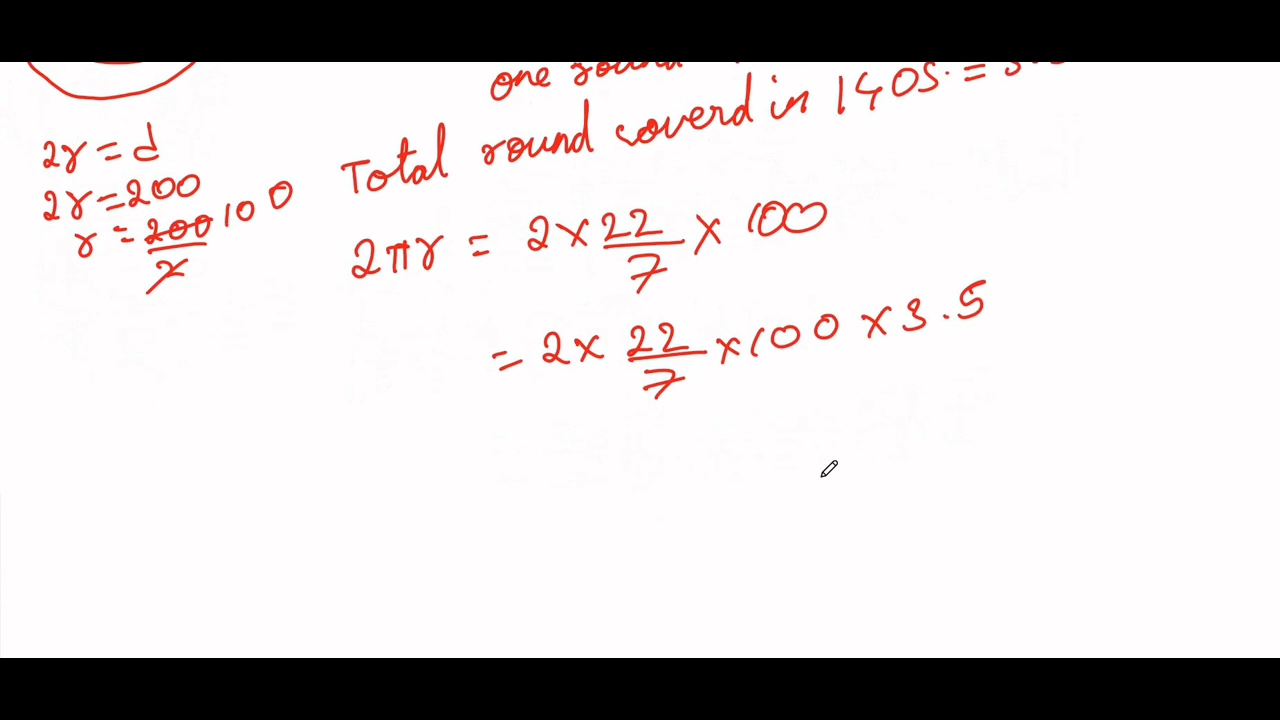 one round
Total round coverd in 140s. =
2r = d
2r = 200
r = 200/2 100
2πr = 2 × 22/7 × 100
= 2 × 22/7 × 100 × 3.5